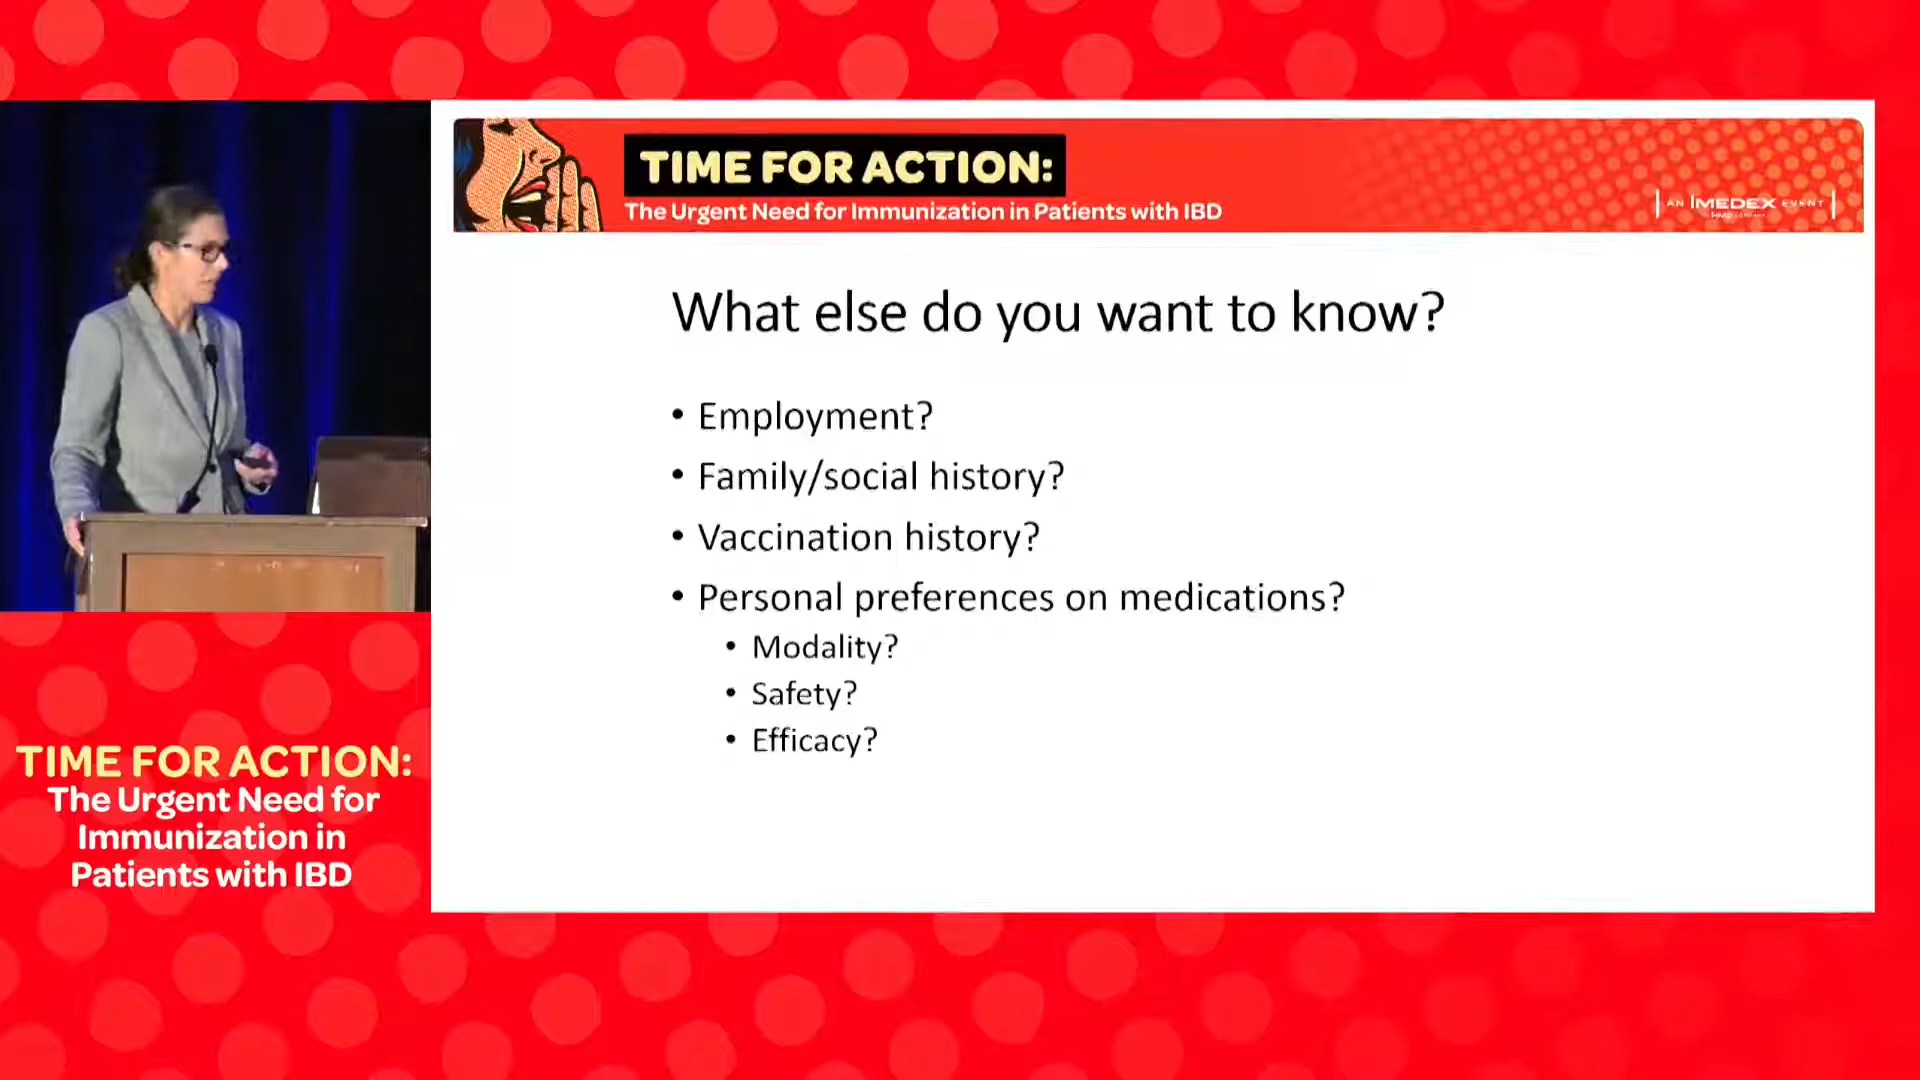 TIME FOR ACTION:
The Urgent Need for Immunization in Patients with IBD
AN IMEDEX EVENT
What else do you want to know?
• Employment?
• Family/social history?
• Vaccination history?
• Personal preferences on medications?
• Modality?
• Safety?
• Efficacy?
TIME FOR ACTION:
The Urgent Need for
Immunization in
Patients with IBD